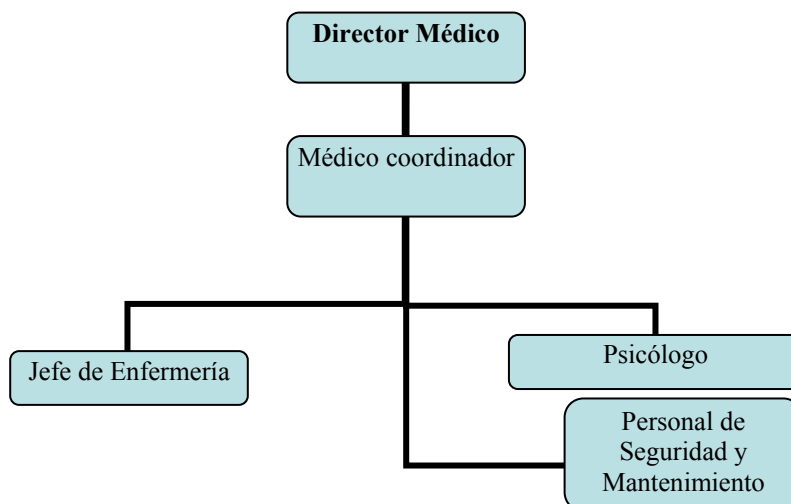 Director Médico
Médico coordinador
Jefe de Enfermería
Psicólogo
Personal de
Seguridad y
Mantenimiento